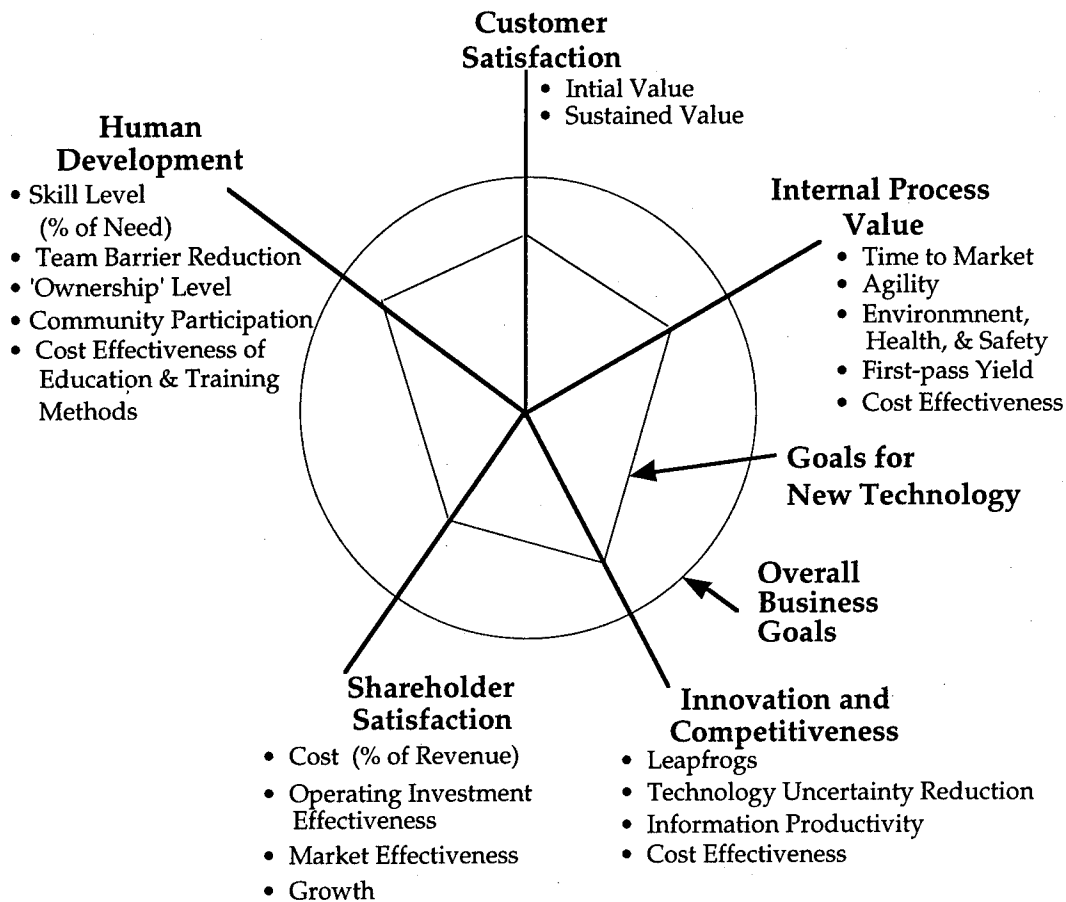 Customer
Satisfaction
• Intial Value
• Sustained Value
Human
Development
• Skill Level
(% of Need)
• Team Barrier Reduction
• 'Ownership' Level
• Community Participation
• Cost Effectiveness of
Education & Training
Methods
Internal Process
Value
• Time to Market
• Agility
• Environmnent,
Health, & Safety
• First-pass Yield
• Cost Effectiveness
Goals for
New Technology
Overall
Business
Goals
Shareholder
Satisfaction
• Cost (% of Revenue)
• Operating Investment
Effectiveness
• Market Effectiveness
• Growth
Innovation and
Competitiveness
• Leapfrogs
• Technology Uncertainty Reduction
• Information Productivity
• Cost Effectiveness